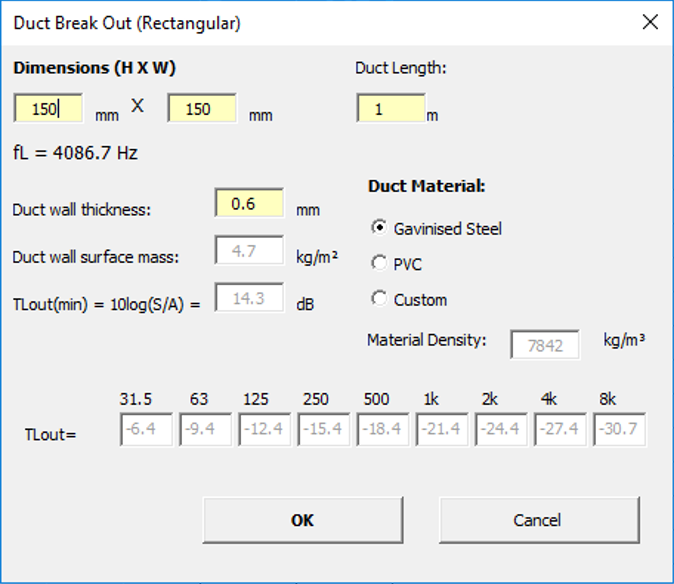 Duct Break Out (Rectangular)
Dimensions (H X W)
Duct Length:
150 mm X 150 mm
1 m
fL = 4086.7 Hz
Duct Material:
Duct wall thickness: 0.6 mm
Gavinised Steel
Duct wall surface mass: 4.7 kg/m²
PVC
TLout(min) = 10log(S/A) = 14.3 dB
Custom
Material Density: 7842 kg/m³
31.5 63 125 250 500 1k 2k 4k 8k
TLout= -6.4 -9.4 -12.4 -15.4 -18.4 -21.4 -24.4 -27.4 -30.7
OK Cancel